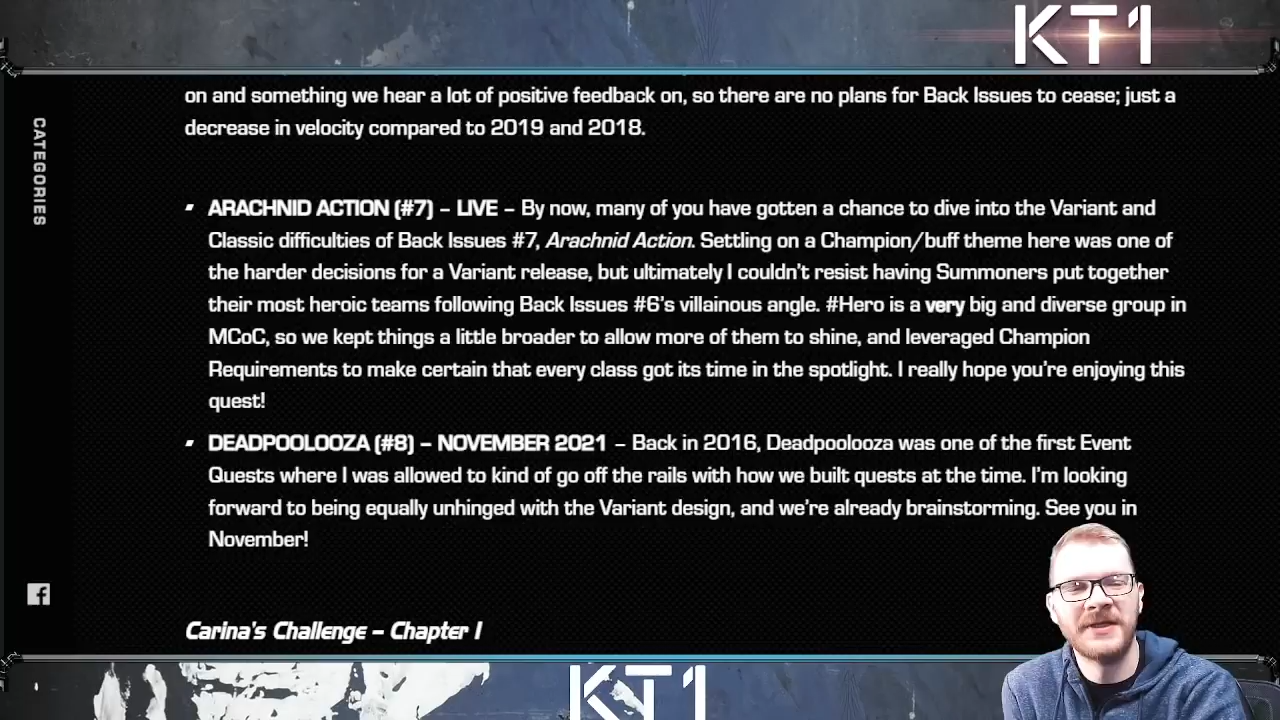 KT1
on and something we hear a lot of positive feedback on, so there are no plans for Back Issues to cease; just a
decrease in velocity compared to 2019 and 2018.
CATEGORIES
ARACHNID ACTION (#7) – LIVE – By now, many of you have gotten a chance to dive into the Variant and
Classic difficulties of Back Issues #7, Arachnid Action. Settling on a Champion/buff theme here was one of
the harder decisions for a Variant release, but ultimately I couldn't resist having Summoners put together
their most heroic teams following Back Issues #6's villainous angle. #Hero is a very big and diverse group in
MCoC, so we kept things a little broader to allow more of them to shine, and leveraged Champion
Requirements to make certain that every class got its time in the spotlight. I really hope you're enjoying this
quest!
DEADPOOLOOZA (#8) – NOVEMBER 2021 – Back in 2016, Deadpoolooza was one of the first Event
Quests where I was allowed to kind of go off the rails with how we built quests at the time. I'm looking
forward to being equally unhinged with the Variant design, and we're already brainstorming. See you in
November!
Carina's Challenge – Chapter I
KT1